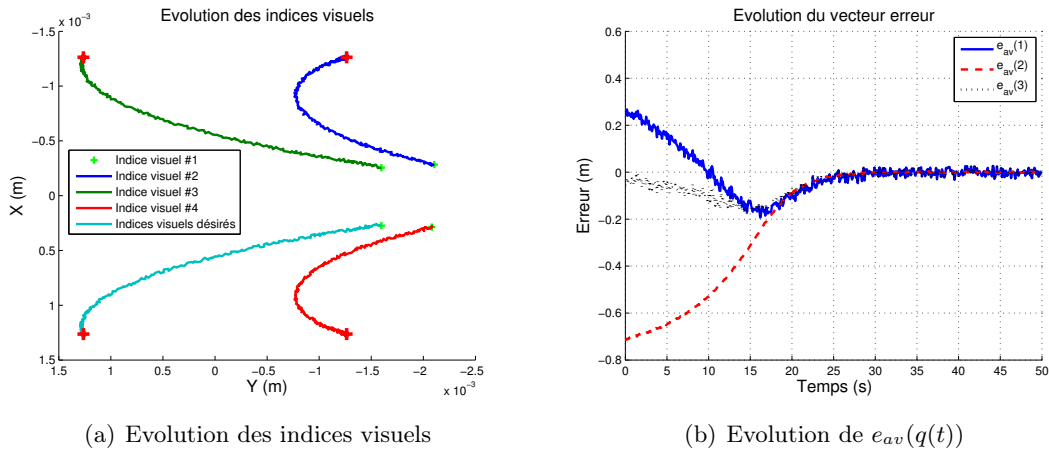 Evolution des indices visuels
x 10⁻³
−1.5
−1
−0.5
0
0.5
1
1.5
X (m)
Indice visuel #1
Indice visuel #2
Indice visuel #3
Indice visuel #4
Indices visuels désirés
1.5 1 0.5 0 −0.5 −1 −1.5 −2 −2.5
Y (m)
x 10⁻³
(a) Evolution des indices visuels
Evolution du vecteur erreur
0.6
0.4
0.2
0
−0.2
−0.4
−0.6
−0.8
Erreur (m)
e_av(1)
e_av(2)
e_av(3)
0 5 10 15 20 25 30 35 40 45 50
Temps (s)
(b) Evolution de e_av(q(t))